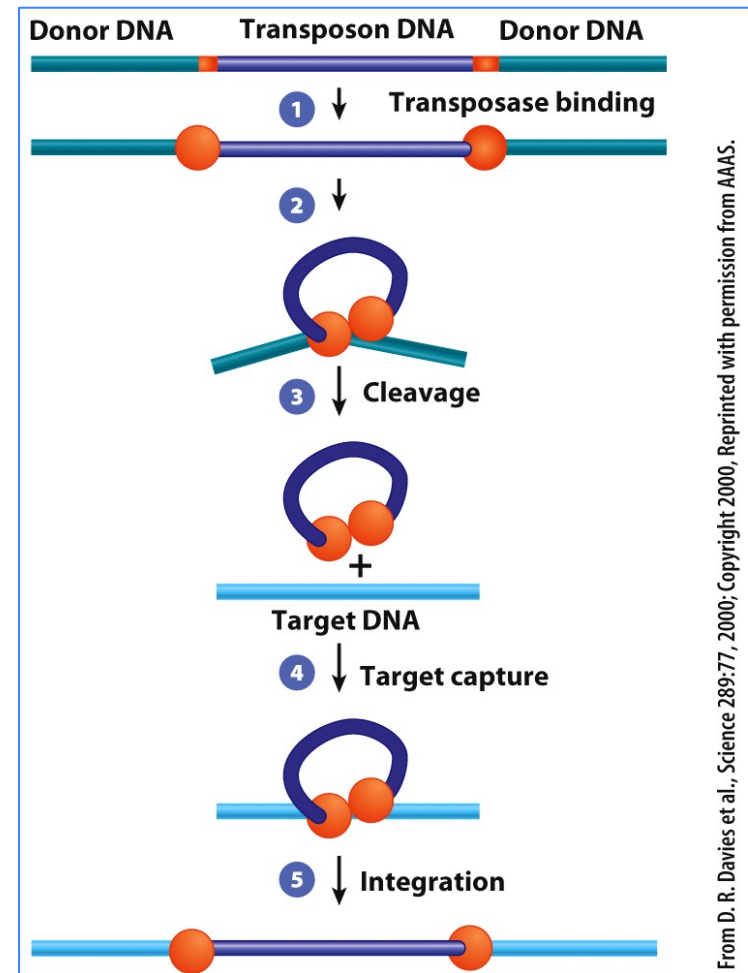 Donor DNA Transposon DNA Donor DNA
1 Transposase binding
2
3 Cleavage
+
Target DNA
4 Target capture
5 Integration
From D. R. Davies et al., Science 289:77, 2000; Copyright 2000, Reprinted with permission from AAAS.